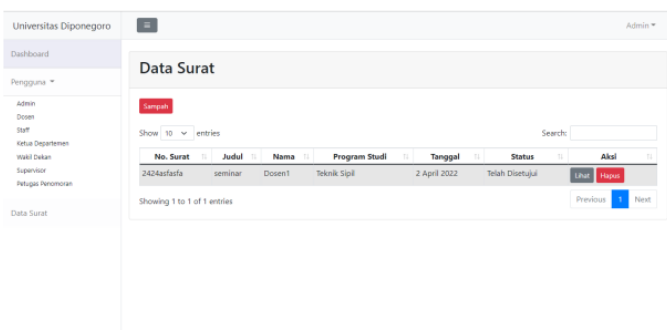 Universitas Diponegoro
Admin
Dashboard
Pengguna
Admin
Dosen
Staff
Ketua Departemen
Wakil Dekan
Supervisor
Petugas Penomoran
Data Surat
Data Surat
Sampah
Show 10 entries
Search:
No. Surat Judul Nama Program Studi Tanggal Status Aksi
2424asfasfa seminar Dosen1 Teknik Sipil 2 April 2022 Telah Disetujui Lihat Hapus
Showing 1 to 1 of 1 entries
Previous 1 Next